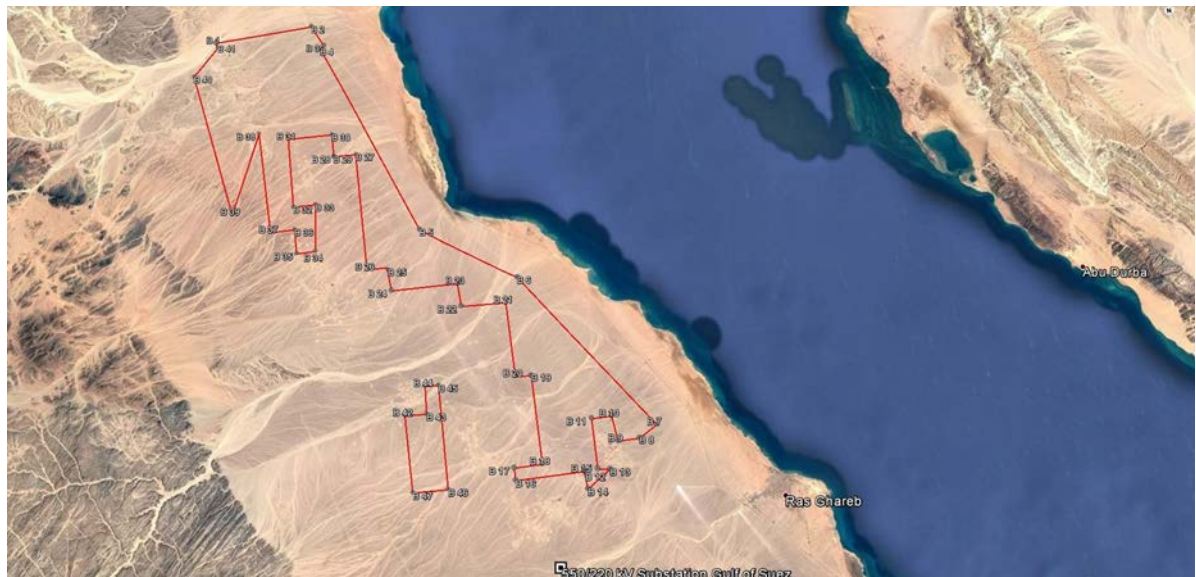 B 2
B 4
B 41
B 40
B 38
B 31
B 30
B 28
B 29
B 27
B 39
B 32
B 33
B 37
B 36
B 35
B 34
B 5
B 26
B 25
B 24
B 23
B 6
B 22
B 21
Abu Durba
B 20
B 19
B 44
B 45
B 42
B 43
B 11
B 10
B 7
B 9
B 8
B 17
B 18
B 15
B 13
B 12
B 16
B 14
B 47
B 46
Ras Ghareb
550/220 kV Substation Gulf of Suez